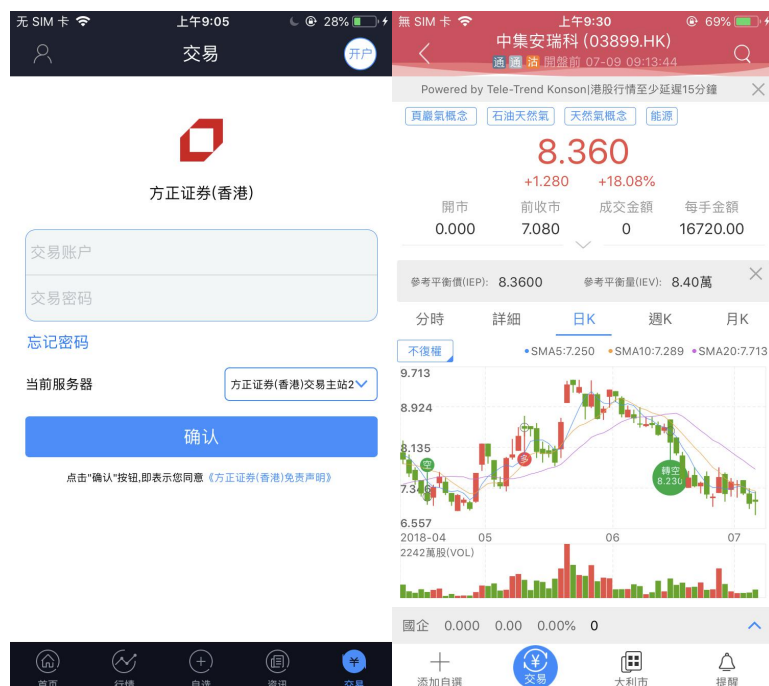 无 SIM 卡
上午9:05
28%
交易
开户
方正证券(香港)
交易账户
交易密码
忘记密码
当前服务器
方正证券(香港)交易主站2
确认
点击"确认"按钮,即表示您同意《方正证券(香港)免责声明》
首页
行情
自选
资讯
交易
無 SIM 卡
上午9:30
69%
中集安瑞科 (03899.HK)
通 通 沽 開盤前 07-09 09:13:44
Powered by Tele-Trend Konson|港股行情至少延遲15分鐘
頁巖氣概念 石油天然氣 天然氣概念 能源
8.360
+1.280 +18.08%
開市 前收市 成交金額 每手金額
0.000 7.080 0 16720.00
參考平衡價(IEP): 8.3600 參考平衡量(IEV): 8.40萬
分時 詳細 日K 週K 月K
不復權
SMA5:7.250 SMA10:7.289 SMA20:7.713
9.713
8.924
8.135
空
多
轉空
8.230
7.346
6.557
2018-04 05 06 07
2242萬股(VOL)
國企 0.000 0.00 0.00% 0
添加自選
交易
大利市
提醒